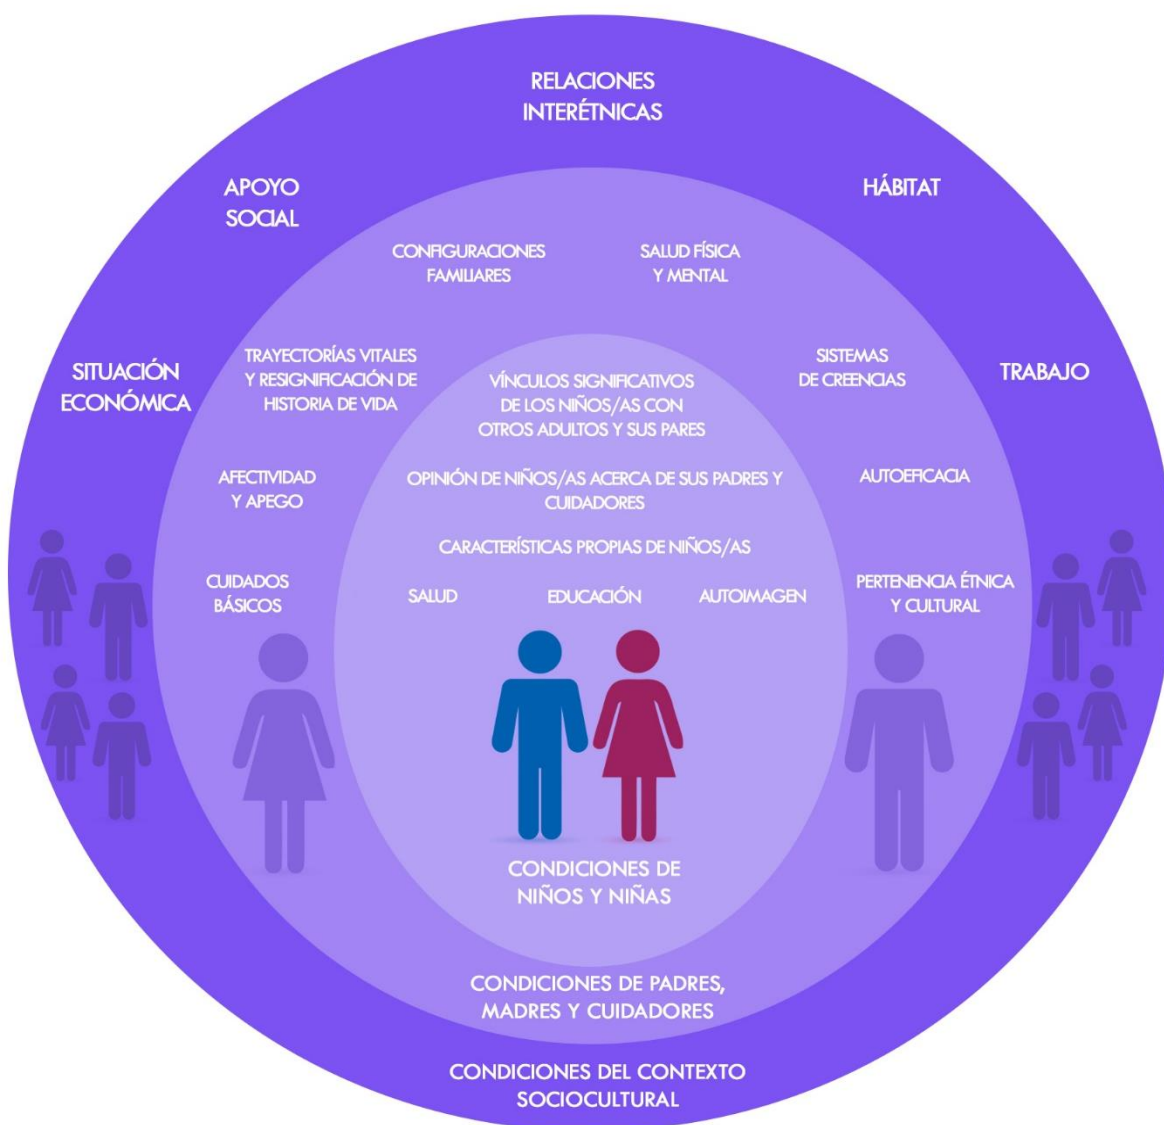 RELACIONES
INTERÉTNICAS
APOYO
SOCIAL
HÁBITAT
CONFIGURACIONES
FAMILIARES
SALUD FÍSICA
Y MENTAL
SITUACIÓN
ECONÓMICA
TRAYECTORÍAS VITALES
Y RESIGNIFICACIÓN DE
HISTORIA DE VIDA
VÍNCULOS SIGNIFICATIVOS
DE LOS NIÑOS/AS CON
OTROS ADULTOS Y SUS PARES
SISTEMAS
DE CREENCIAS
TRABAJO
AFECTIVIDAD
Y APEGO
OPINIÓN DE NIÑOS/AS ACERCA DE SUS PADRES Y
CUIDADORES
AUTOEFICACIA
CARACTERÍSTICAS PROPIAS DE NIÑOS/AS
CUIDADOS
BÁSICOS
SALUD
EDUCACIÓN
AUTOIMAGEN
PERTENENCIA ÉTNICA
Y CULTURAL
CONDICIONES DE
NIÑOS Y NIÑAS
CONDICIONES DE PADRES,
MADRES Y CUIDADORES
CONDICIONES DEL CONTEXTO
SOCIOCULTURAL